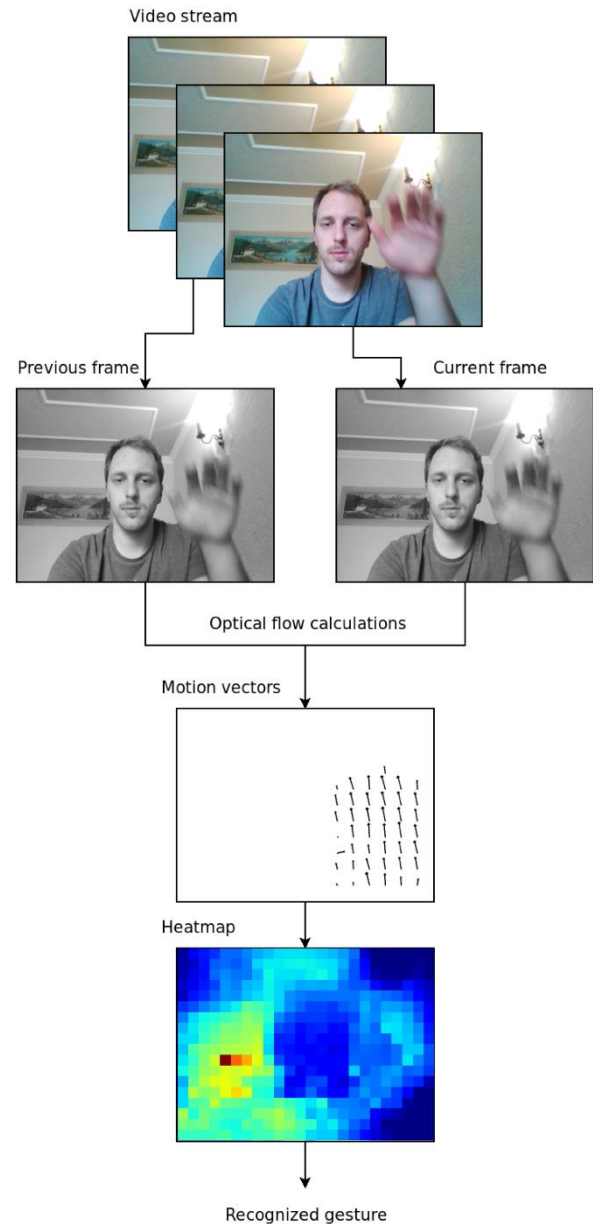 Video stream
Previous frame
Current frame
Optical flow calculations
Motion vectors
Heatmap
Recognized gesture